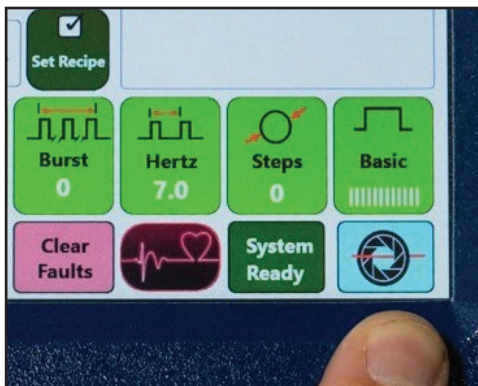 Set Recipe
Burst
Hertz
Steps
Basic
0
7.0
0
Clear
Faults
System
Ready